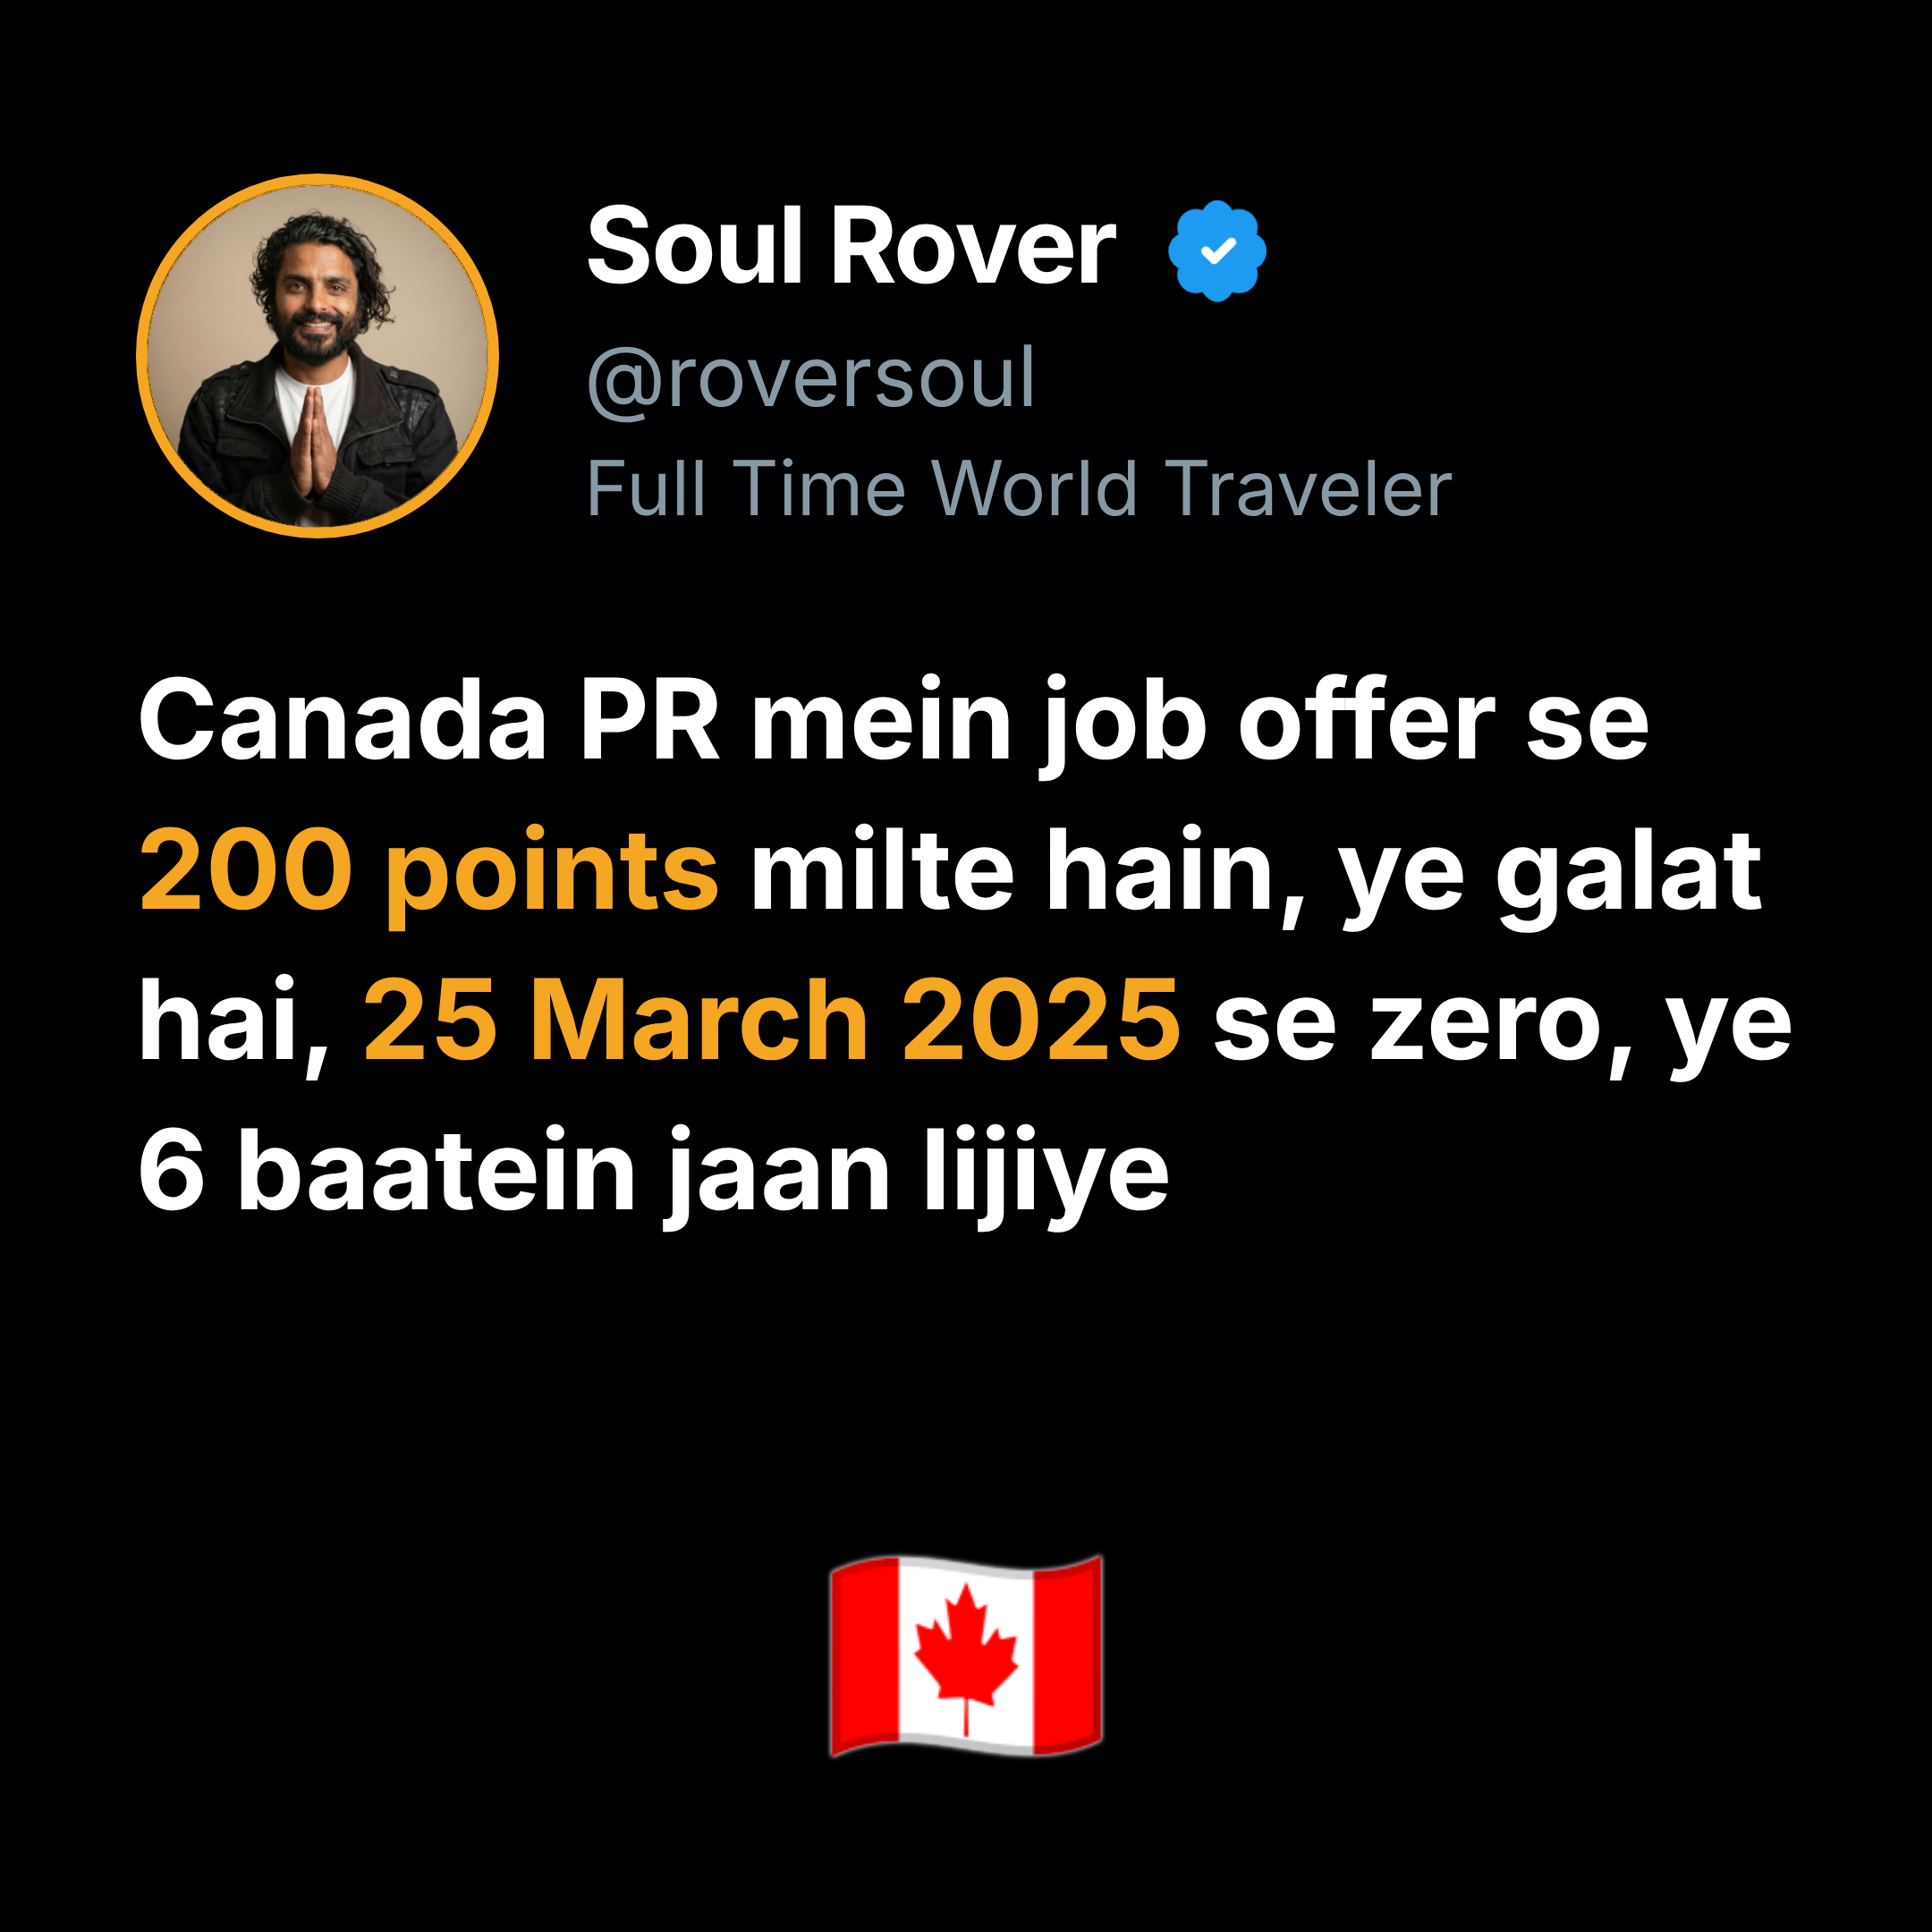 Soul Rover
@roversoul
Full Time World Traveler
Canada PR mein job offer se
200 points milte hain, ye galat
hai, 25 March 2025 se zero, ye
6 baatein jaan lijiye